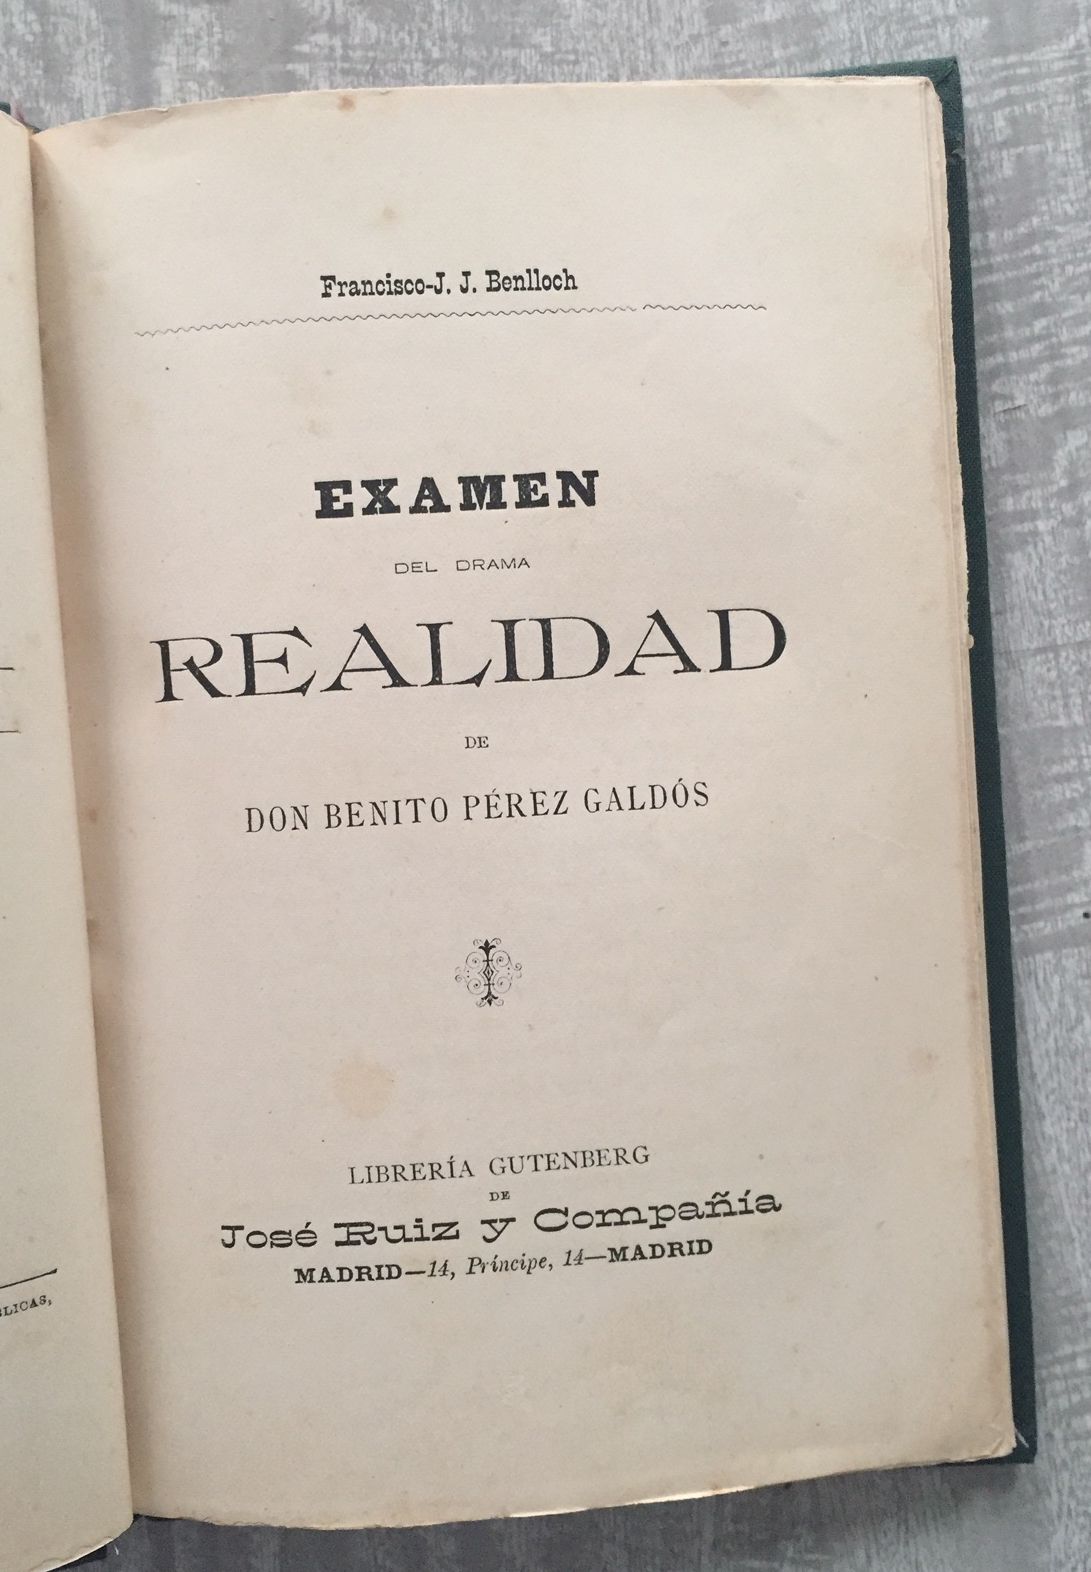 Francisco-J. J. Benlloch
EXAMEN
DEL DRAMA
REALIDAD
DE
DON BENITO PÉREZ GALDÓS
LIBRERÍA GUTENBERG
DE
José Ruiz y Compañía
MADRID—14, Príncipe, 14—MADRID